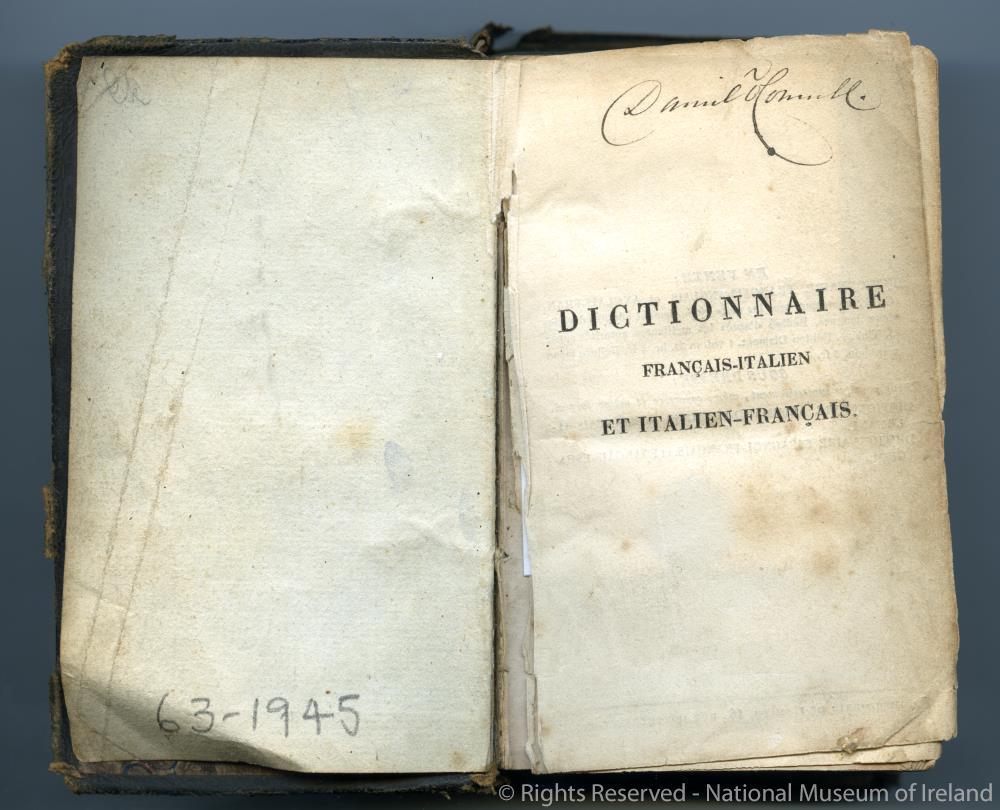 Daniel O'Connell.
DICTIONNAIRE
FRANÇAIS-ITALIEN
ET ITALIEN-FRANÇAIS.
63-1945
© Rights Reserved - National Museum of Ireland